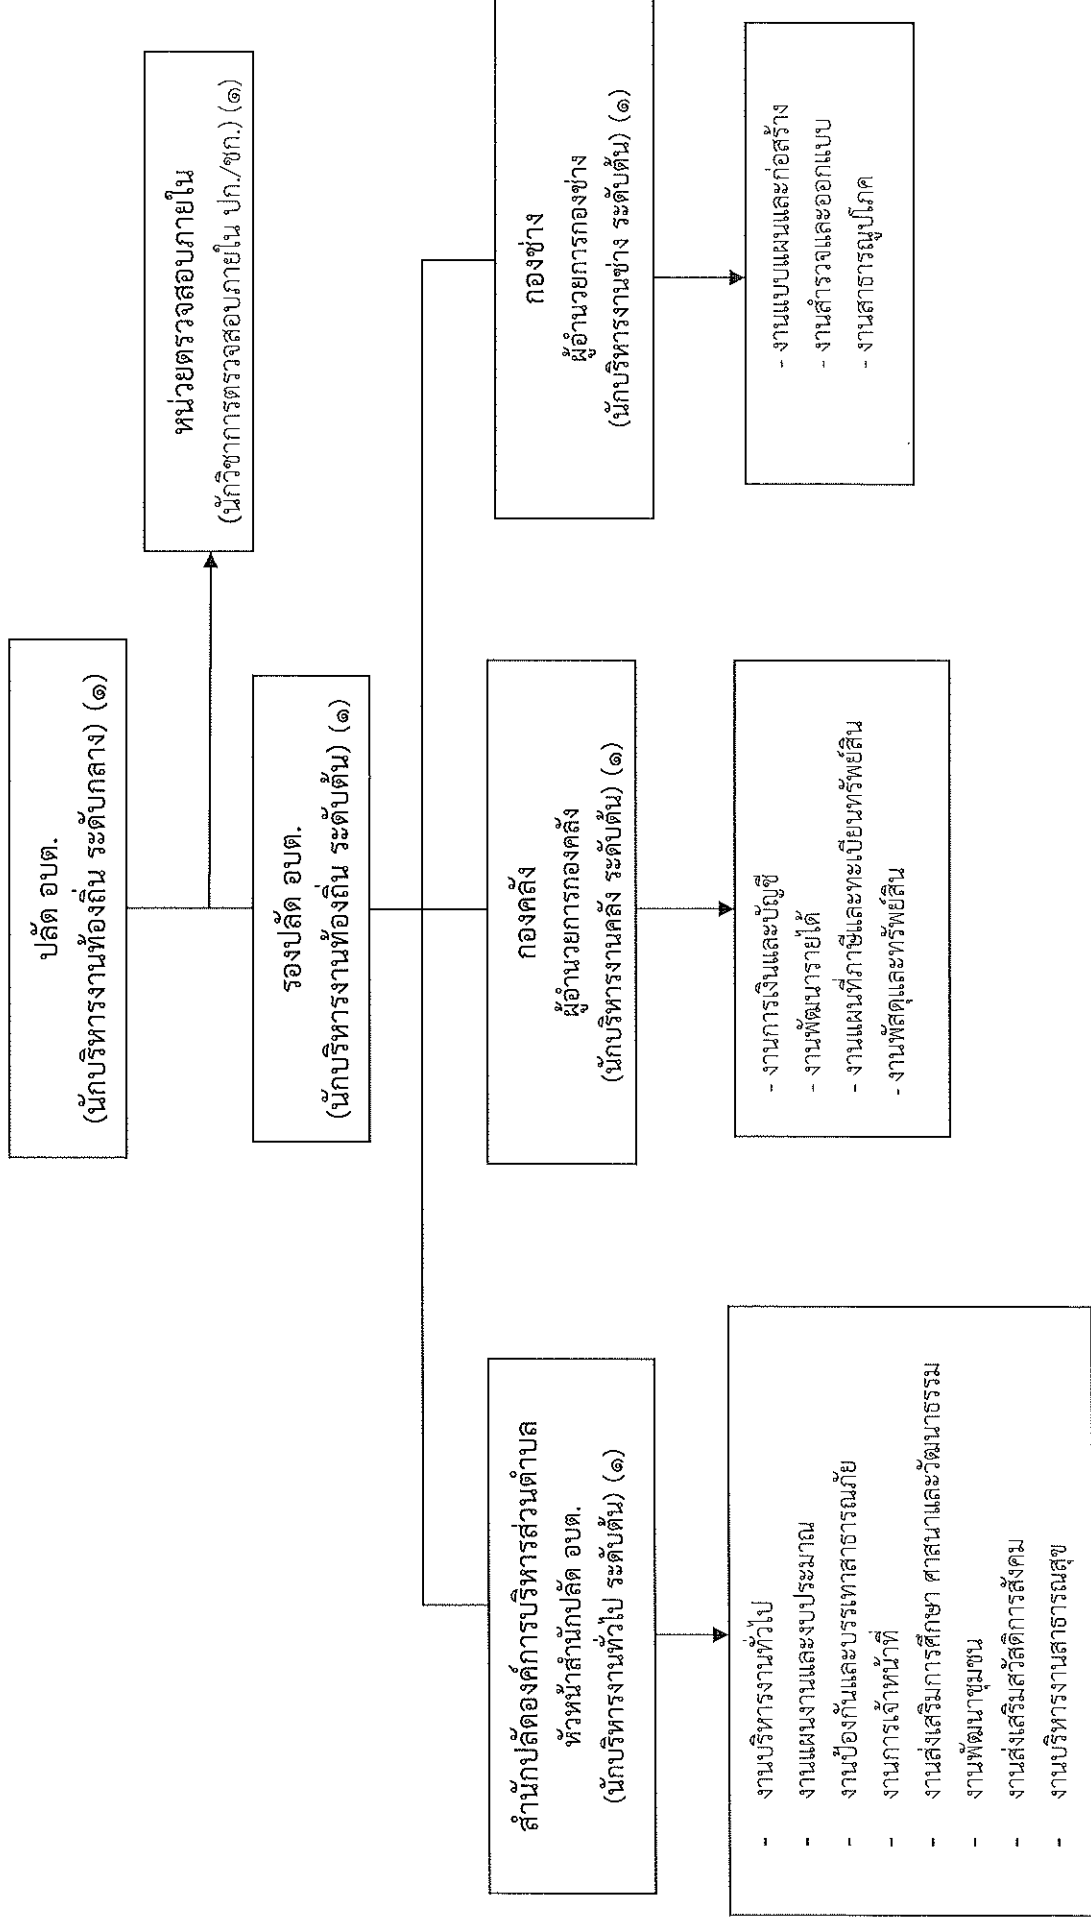 ปลัด อบต.
(นักบริหารงานท้องถิ่น ระดับกลาง) (๑)
หน่วยตรวจสอบภายใน
(นักวิชาการตรวจสอบภายใน ปก./ชก.) (๑)
รองปลัด อบต.
(นักบริหารงานท้องถิ่น ระดับต้น) (๑)
สำนักปลัดองค์การบริหารส่วนตำบล
หัวหน้าสำนักปลัด อบต.
(นักบริหารงานทั่วไป ระดับต้น) (๑)
กองคลัง
ผู้อำนวยการกองคลัง
(นักบริหารงานคลัง ระดับต้น) (๑)
กองช่าง
ผู้อำนวยการกองช่าง
(นักบริหารงานช่าง ระดับต้น) (๑)
- งานบริหารงานทั่วไป
- งานแผนงานและงบประมาณ
- งานป้องกันและบรรเทาสาธารณภัย
- งานการเจ้าหน้าที่
- งานส่งเสริมการศึกษา ศาสนาและวัฒนาธรรม
- งานพัฒนาชุมชน
- งานส่งเสริมสวัสดิการสังคม
- งานบริหารงานสาธารณสุข
- งานการเงินและบัญชี
- งานพัฒนารายได้
- งานแผนที่ภาษีและทะเบียนทรัพย์สิน
- งานพัสดุและทรัพย์สิน
- งานแบบแผนและก่อสร้าง
- งานสำรวจและออกแบบ
- งานสาธารณูปโภค